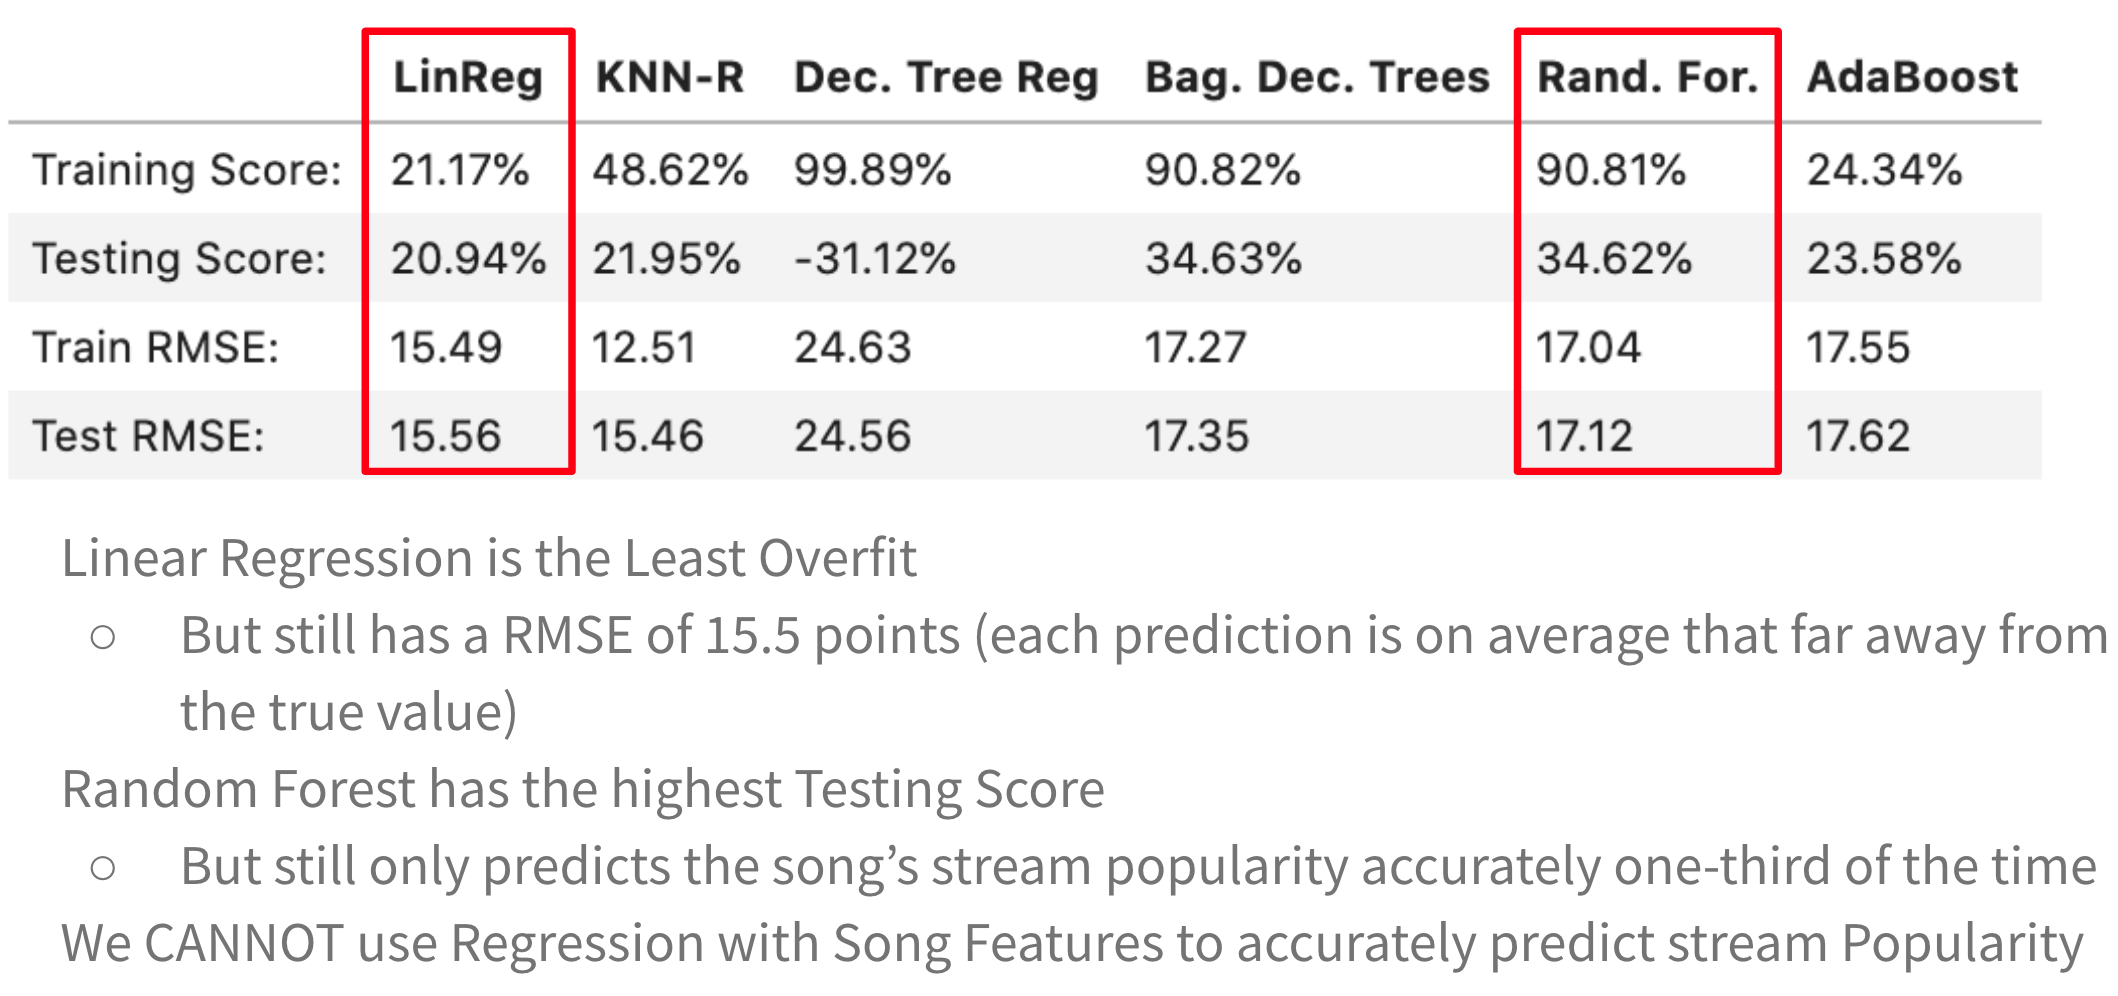 LinReg KNN-R Dec. Tree Reg Bag. Dec. Trees Rand. For. AdaBoost
Training Score: 21.17% 48.62% 99.89% 90.82% 90.81% 24.34%
Testing Score: 20.94% 21.95% -31.12% 34.63% 34.62% 23.58%
Train RMSE: 15.49 12.51 24.63 17.27 17.04 17.55
Test RMSE: 15.56 15.46 24.56 17.35 17.12 17.62
Linear Regression is the Least Overfit
○ But still has a RMSE of 15.5 points (each prediction is on average that far away from
the true value)
Random Forest has the highest Testing Score
○ But still only predicts the song’s stream popularity accurately one-third of the time
We CANNOT use Regression with Song Features to accurately predict stream Popularity